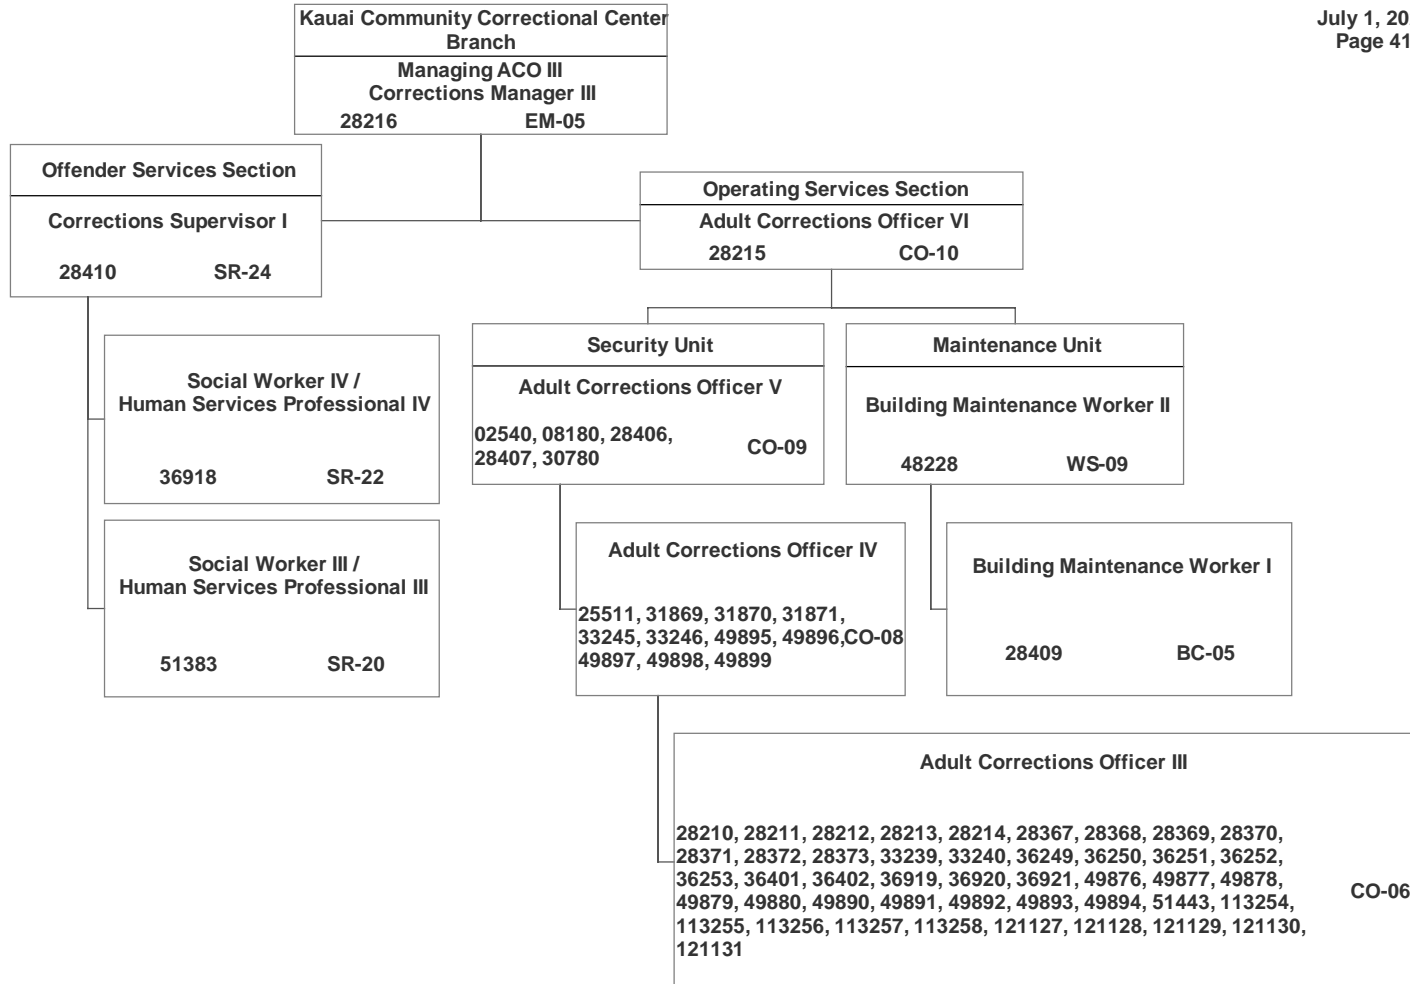 July 1, 20
Page 41
Kauai Community Correctional Center
Branch
Managing ACO III
Corrections Manager III
28216 EM-05
Offender Services Section
Corrections Supervisor I
28410 SR-24
Operating Services Section
Adult Corrections Officer VI
28215 CO-10
Social Worker IV /
Human Services Professional IV
36918 SR-22
Social Worker III /
Human Services Professional III
51383 SR-20
Security Unit
Adult Corrections Officer V
02540, 08180, 28406,
28407, 30780
CO-09
Maintenance Unit
Building Maintenance Worker II
48228 WS-09
Adult Corrections Officer IV
25511, 31869, 31870, 31871,
33245, 33246, 49895, 49896,CO-08
49897, 49898, 49899
Building Maintenance Worker I
28409 BC-05
Adult Corrections Officer III
28210, 28211, 28212, 28213, 28214, 28367, 28368, 28369, 28370,
28371, 28372, 28373, 33239, 33240, 36249, 36250, 36251, 36252,
36253, 36401, 36402, 36919, 36920, 36921, 49876, 49877, 49878,
49879, 49880, 49890, 49891, 49892, 49893, 49894, 51443, 113254,
113255, 113256, 113257, 113258, 121127, 121128, 121129, 121130,
121131
CO-06